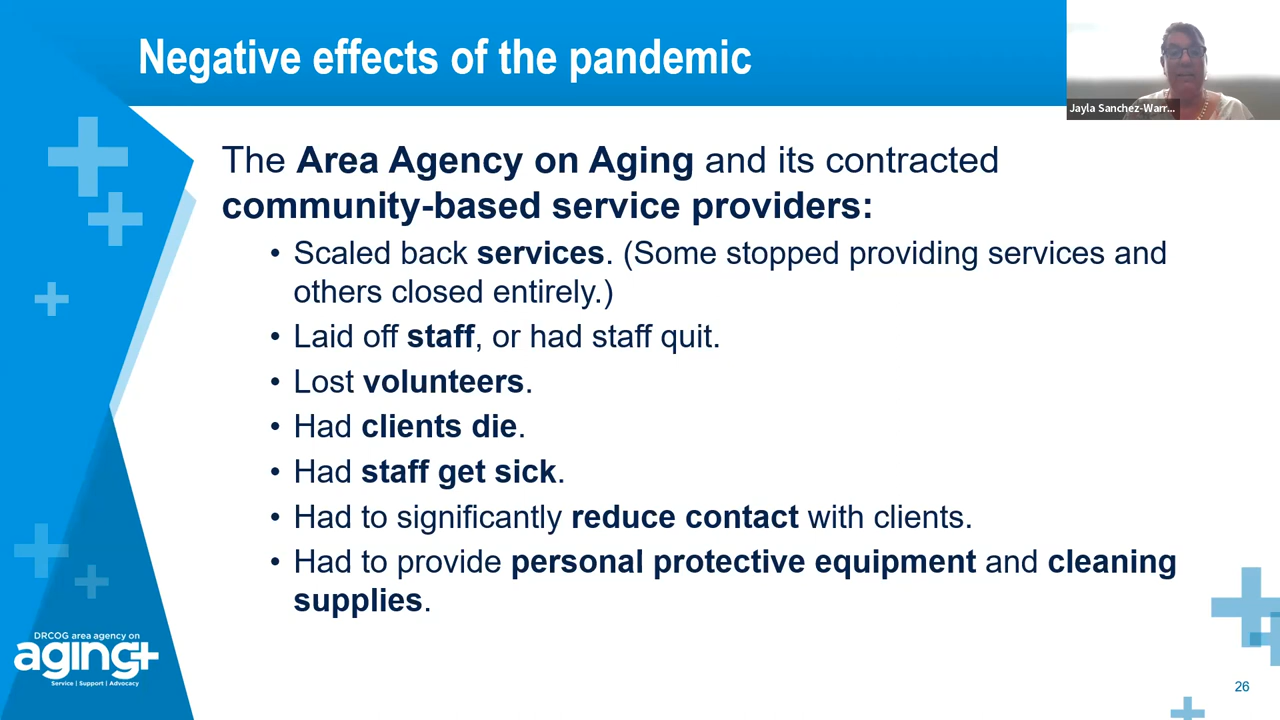 Negative effects of the pandemic
Jayla Sanchez-Warr...
The Area Agency on Aging and its contracted
community-based service providers:
• Scaled back services. (Some stopped providing services and
others closed entirely.)
• Laid off staff, or had staff quit.
• Lost volunteers.
• Had clients die.
• Had staff get sick.
• Had to significantly reduce contact with clients.
• Had to provide personal protective equipment and cleaning
supplies.
DRCOG area agency on
aging+
Service | Support | Advocacy
26